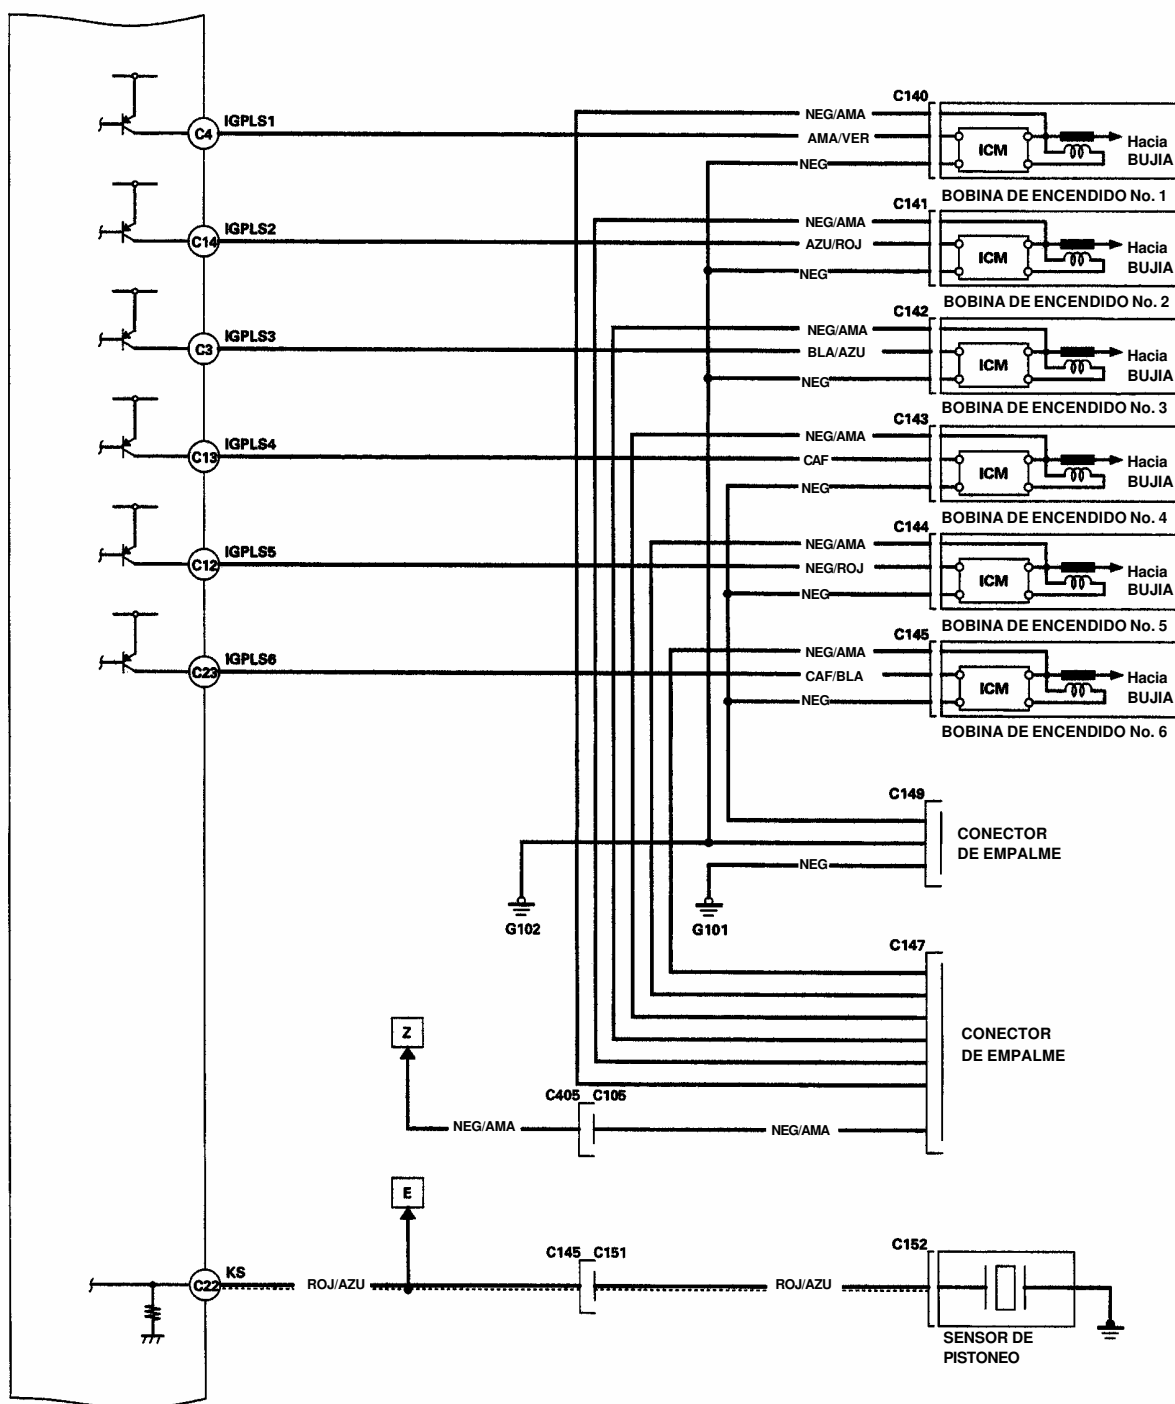 C140
NEG/AMA
IGPLS1
C4
AMA/VER
ICM
Hacia
BUJIA
NEG
BOBINA DE ENCENDIDO No. 1
C141
NEG/AMA
IGPLS2
C14
AZU/ROJ
ICM
Hacia
BUJIA
NEG
BOBINA DE ENCENDIDO No. 2
C142
NEG/AMA
IGPLS3
C3
BLA/AZU
ICM
Hacia
BUJIA
NEG
BOBINA DE ENCENDIDO No. 3
C143
NEG/AMA
IGPLS4
C13
CAF
ICM
Hacia
BUJIA
NEG
BOBINA DE ENCENDIDO No. 4
C144
NEG/AMA
IGPLS5
C12
NEG/ROJ
ICM
Hacia
BUJIA
NEG
BOBINA DE ENCENDIDO No. 5
C145
NEG/AMA
IGPLS6
C23
CAF/BLA
ICM
Hacia
BUJIA
NEG
BOBINA DE ENCENDIDO No. 6
C149
CONECTOR
DE EMPALME
NEG
G102
G101
C147
CONECTOR
DE EMPALME
Z
C405 C105
NEG/AMA
NEG/AMA
E
C145 C151
C152
KS
C22
ROJ/AZU
ROJ/AZU
SENSOR DE
PISTONEO